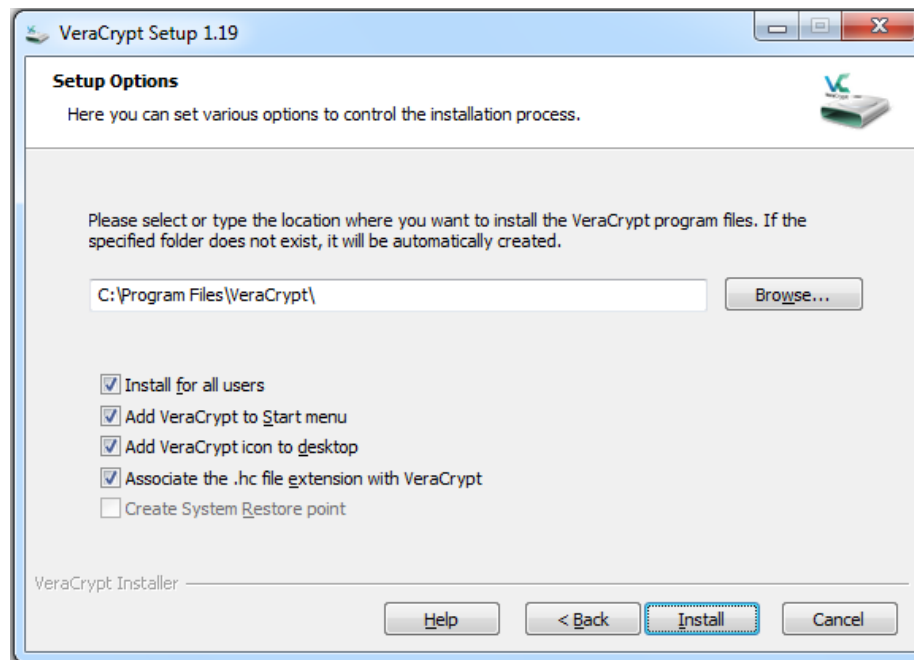 VeraCrypt Setup 1.19
Setup Options
Here you can set various options to control the installation process.
VC
VeraCrypt
Please select or type the location where you want to install the VeraCrypt program files. If the
specified folder does not exist, it will be automatically created.
C:\Program Files\VeraCrypt\
Browse...
Install for all users
Add VeraCrypt to Start menu
Add VeraCrypt icon to desktop
Associate the .hc file extension with VeraCrypt
Create System Restore point
VeraCrypt Installer
Help
< Back
Install
Cancel